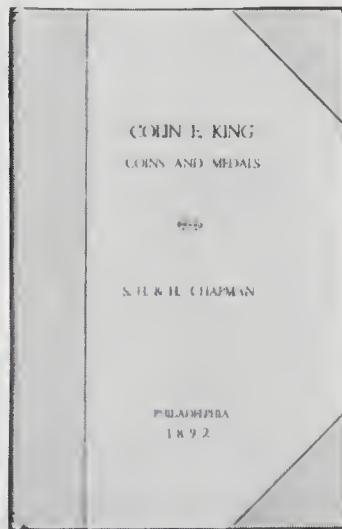 COLIN E. KING
COINS AND MEDALS
S. H. & H. CHAPMAN
PHILADELPHIA
1892